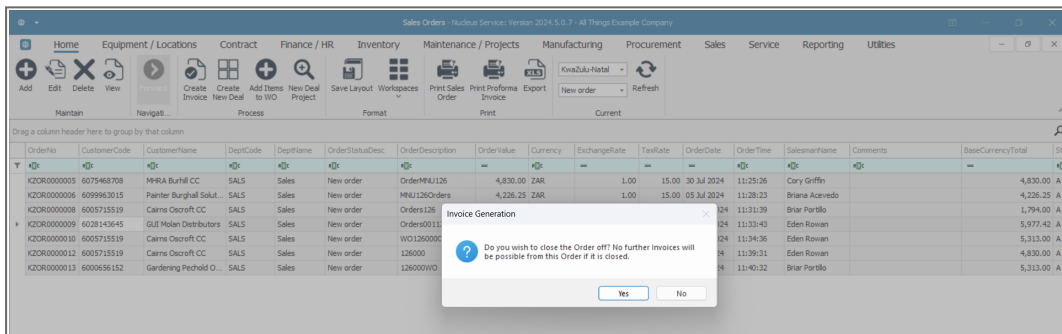 Sales Orders - Nucleus Service: Version 2024.5.0.7 - All Things Example Company
Home Equipment / Locations Contract Finance / HR Inventory Maintenance / Projects Manufacturing Procurement Sales Service Reporting Utilities
Add Edit Delete View Forward Create Invoice Create New Deal Add Items to WO New Deal Project Save Layout Workspaces Print Sales Order Print Proforma Invoice XLS Export KwaZulu-Natal New order Refresh
Maintain Navigati... Process Format Print Current
Drag a column header here to group by that column
OrderNo CustomerCode CustomerName DeptCode DeptName OrderStatusDesc OrderDescription OrderValue Currency ExchangeRate TaxRate OrderDate OrderTime SalesmanName Comments BaseCurrencyTotal
KZOR0000005 6075468708 MHRA Burhill CC SALS Sales New order OrderMNU126 4,830.00 ZAR 1.00 15.00 30 Jul 2024 11:25:26 Cory Griffin 4,830.00 A
KZOR0000006 6099963015 Painter Burghall Solut... SALS Sales New order MNU126Orders 4,226.25 ZAR 1.00 15.00 05 Jul 2024 11:28:23 Briana Acevedo 4,226.25 A
KZOR0000008 6005715519 Cairns Oscroft CC SALS Sales New order Orders126 24 11:31:39 Briar Portillo 1,794.00 A
KZOR0000009 6028143645 GUI Molan Distributors SALS Sales New order 24 11:33:43 Eden Rowan 5,977.42 A
KZOR0000010 6005715519 Cairns Oscroft CC SALS Sales New order 24 11:34:36 Eden Rowan 5,313.00 A
KZOR0000012 6005715519 Cairns Oscroft CC SALS Sales New order 126000 24 11:39:31 Eden Rowan 4,830.00 A
KZOR0000013 6000656152 Gardening Pechold O... SALS Sales New order 126000WO 24 11:40:32 Briar Portillo 5,313.00 A
Invoice Generation
Do you wish to close the Order off? No further Invoices will
be possible from this Order if it is closed.
Yes No